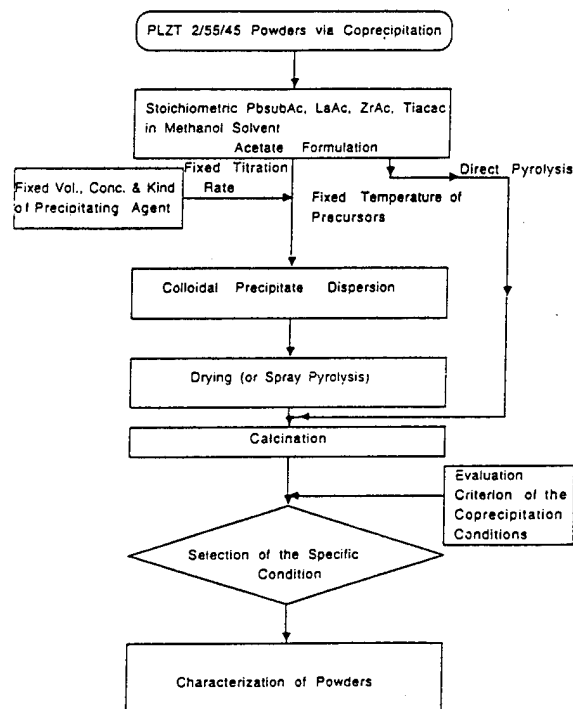 PLZT 2/55/45 Powders via Coprecipitation
Stoichiometric PbsubAc, LaAc, ZrAc, Tiacac
in Methanol Solvent
Acetate Formulation
Fixed Titration
Rate
Direct Pyrolysis
Fixed Vol., Conc. & Kind
of Precipitating Agent
Fixed Temperature of
Precursors
Colloidal Precipitate Dispersion
Drying (or Spray Pyrolysis)
Calcination
Evaluation
Criterion of the
Coprecipitation
Conditions
Selection of the Specific
Condition
Characterization of Powders